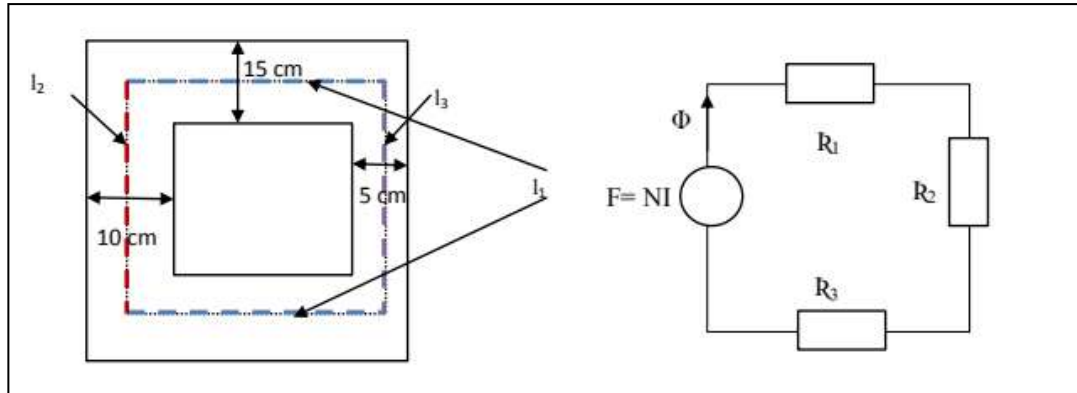 15 cm
l₂
l₃
Φ
R₁
5 cm
l₁
F= NI
R₂
10 cm
R₃